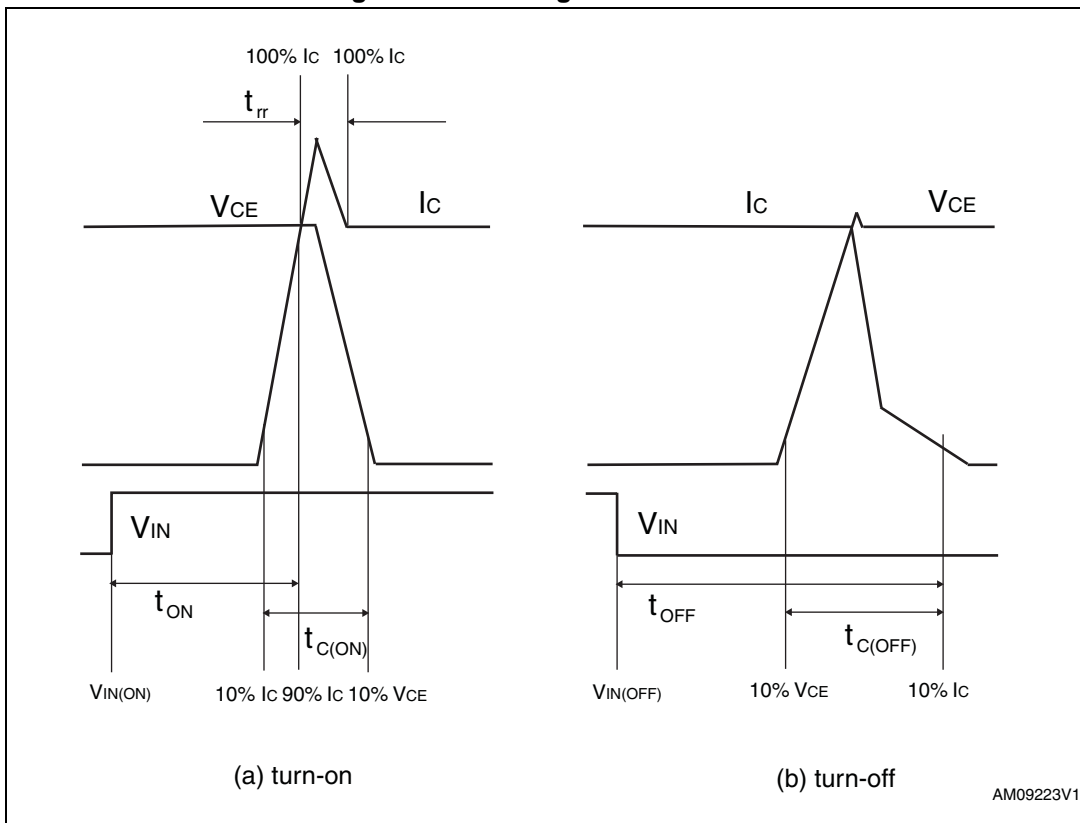 100% IC 100% IC
trr
VCE IC
VIN
tON
tC(ON)
VIN(ON) 10% IC 90% IC 10% VCE
(a) turn-on
IC VCE
VIN
tOFF
tC(OFF)
VIN(OFF) 10% VCE 10% IC
(b) turn-off
AM09223V1